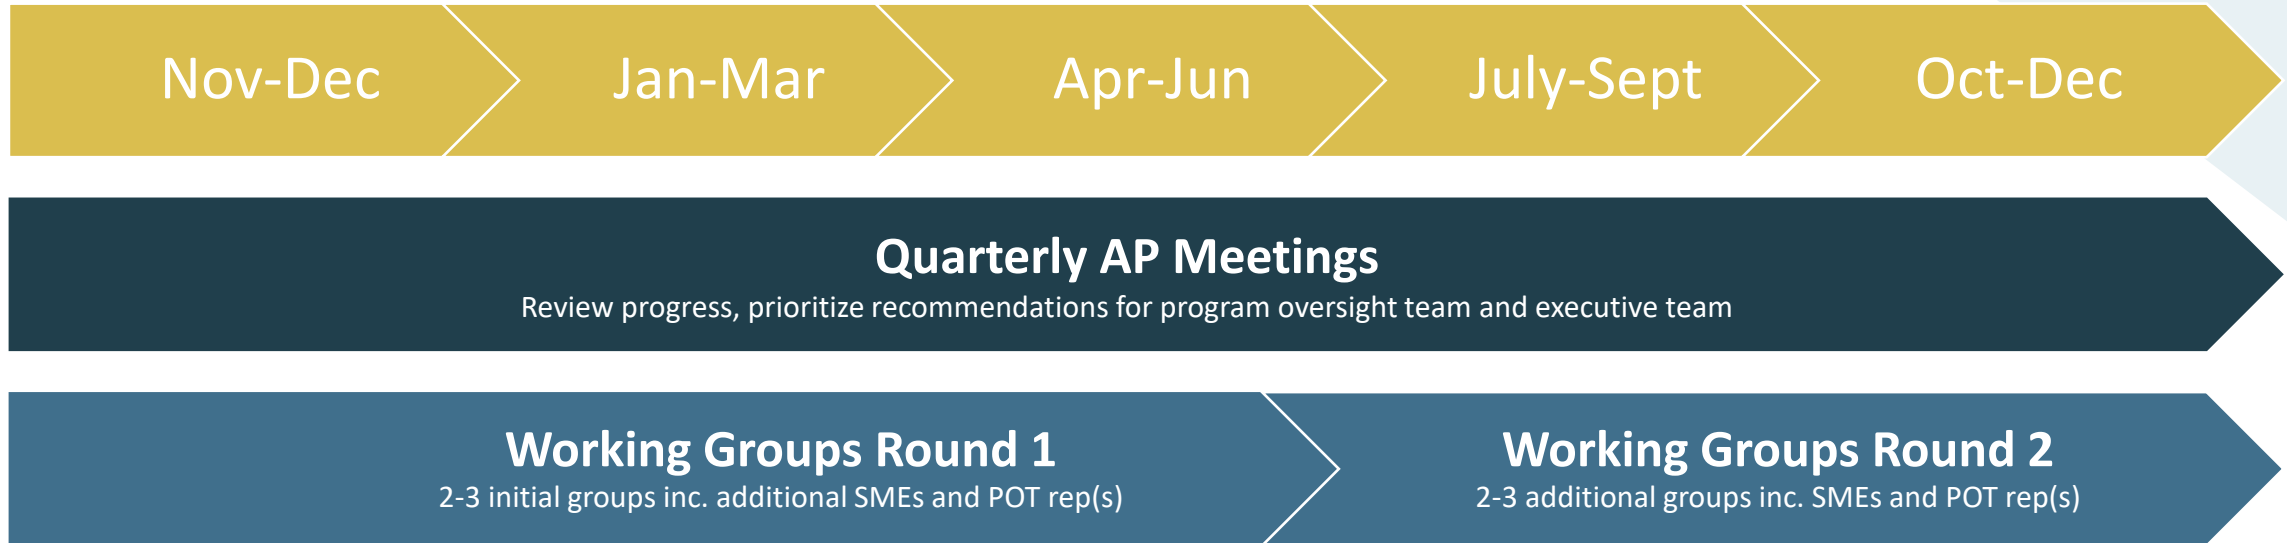 Nov-Dec
Jan-Mar
Apr-Jun
July-Sept
Oct-Dec
Quarterly AP Meetings
Review progress, prioritize recommendations for program oversight team and executive team
Working Groups Round 1
2-3 initial groups inc. additional SMEs and POT rep(s)
Working Groups Round 2
2-3 additional groups inc. SMEs and POT rep(s)